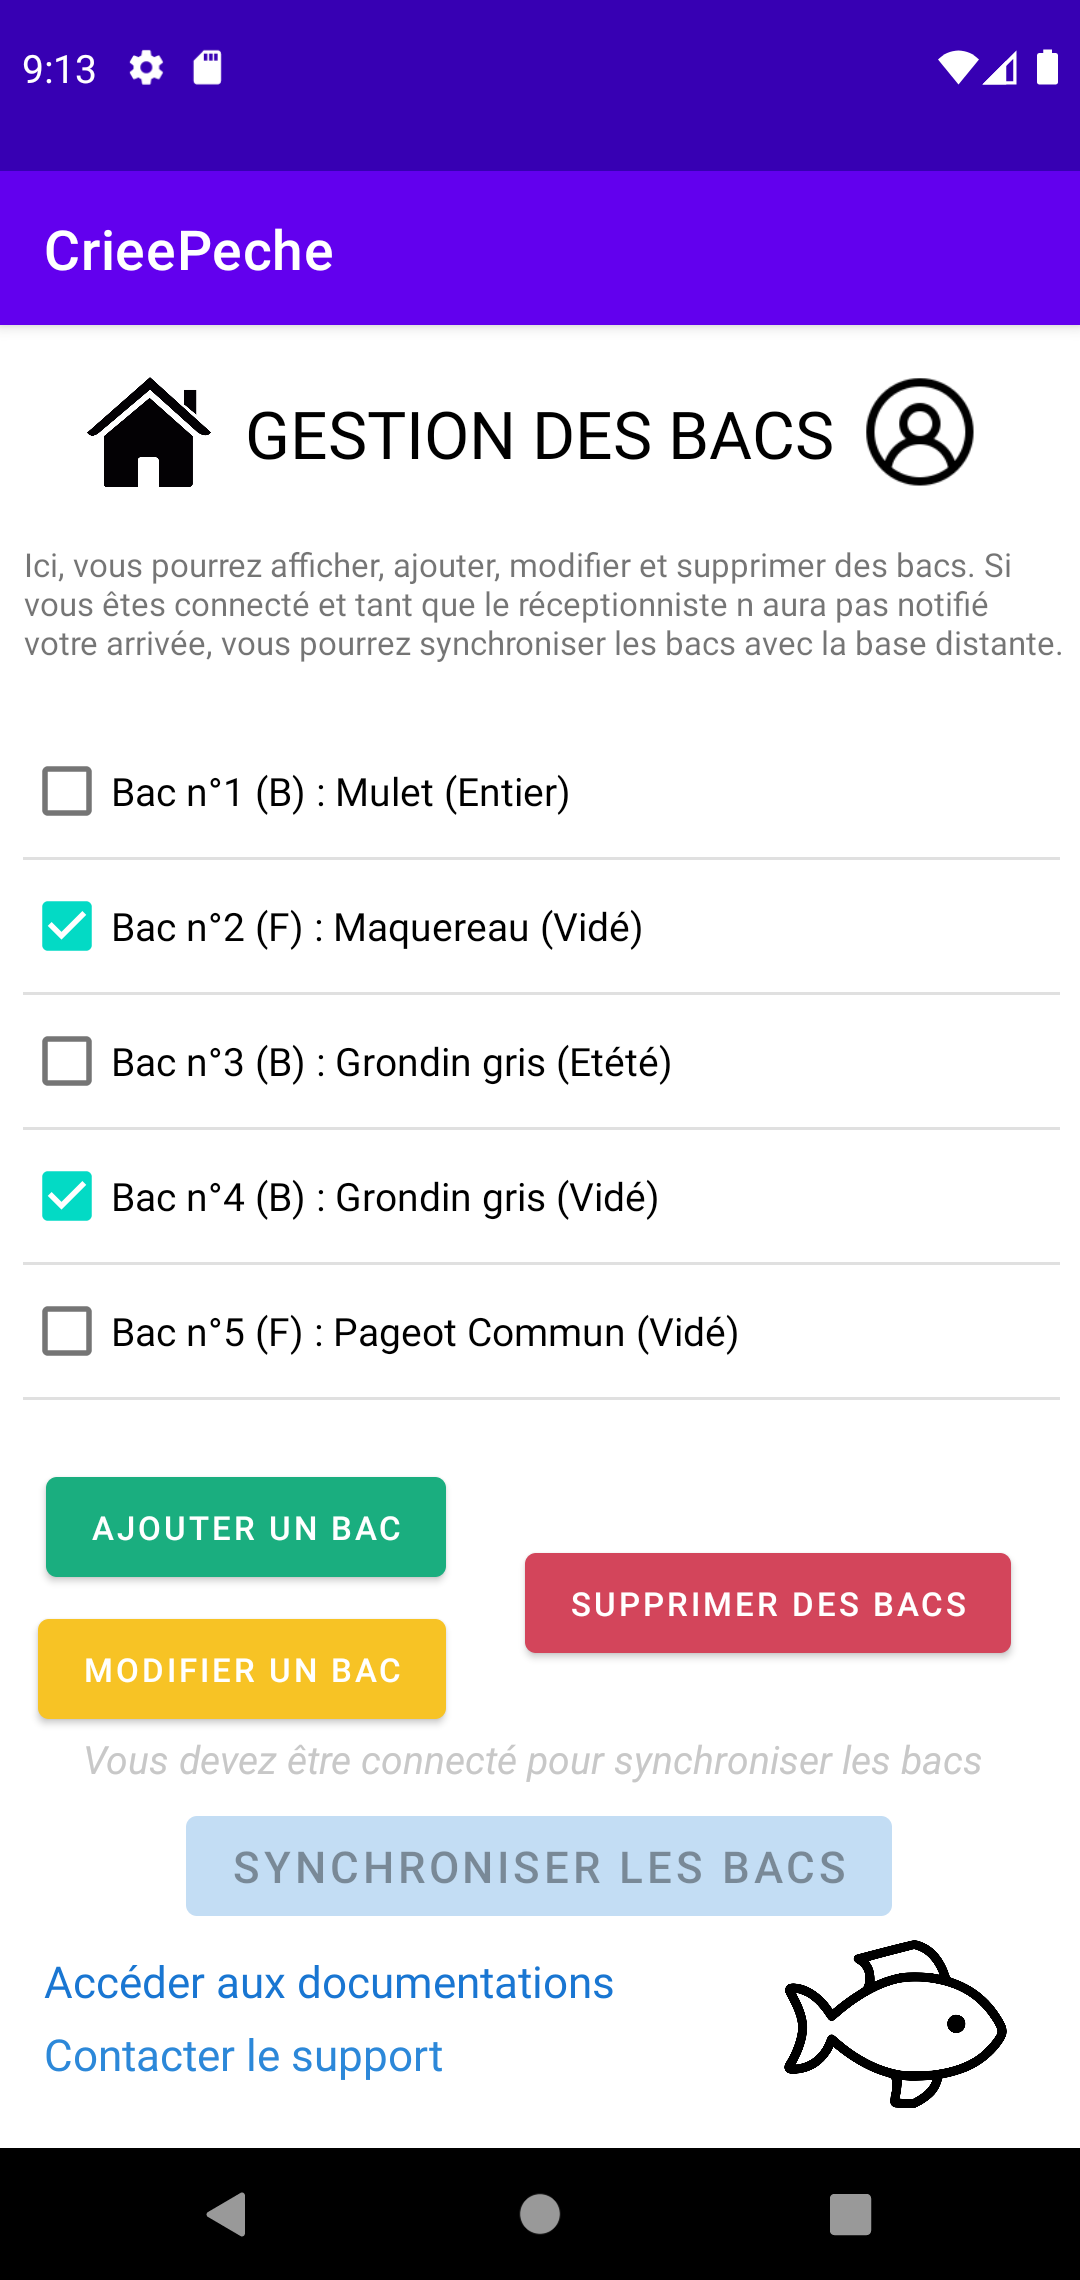 9:13
CrieePeche
GESTION DES BACS
Ici, vous pourrez afficher, ajouter, modifier et supprimer des bacs. Si
vous êtes connecté et tant que le réceptionniste n aura pas notifié
votre arrivée, vous pourrez synchroniser les bacs avec la base distante.
Bac n°1 (B) : Mulet (Entier)
Bac n°2 (F) : Maquereau (Vidé)
Bac n°3 (B) : Grondin gris (Etété)
Bac n°4 (B) : Grondin gris (Vidé)
Bac n°5 (F) : Pageot Commun (Vidé)
AJOUTER UN BAC
SUPPRIMER DES BACS
MODIFIER UN BAC
Vous devez être connecté pour synchroniser les bacs
SYNCHRONISER LES BACS
Accéder aux documentations
Contacter le support